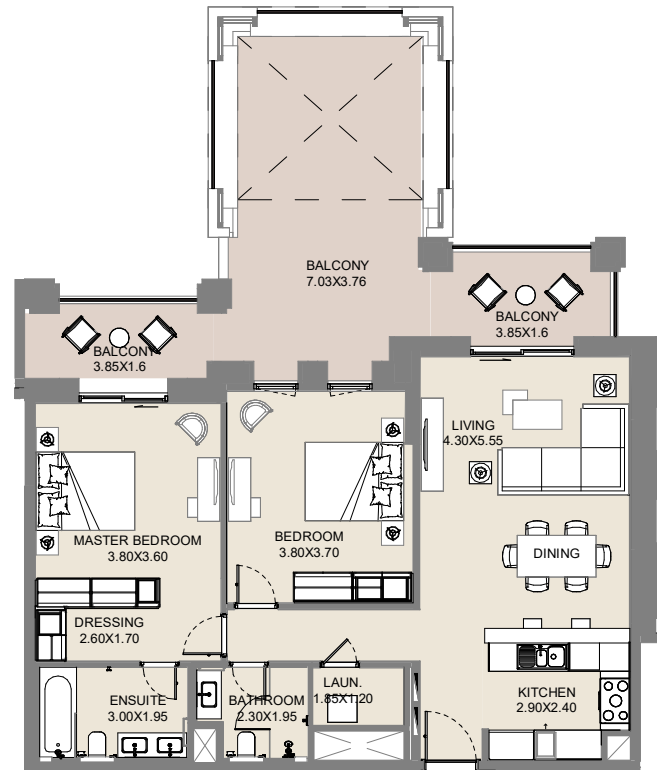 BALCONY
7.03X3.76
BALCONY
3.85X1.6
BALCONY
3.85X1.6
LIVING
4.30X5.55
MASTER BEDROOM
3.80X3.60
BEDROOM
3.80X3.70
DINING
DRESSING
2.60X1.70
ENSUITE
3.00X1.95
BATHROOM
2.30X1.95
LAUN.
1.85X1.20
KITCHEN
2.90X2.40